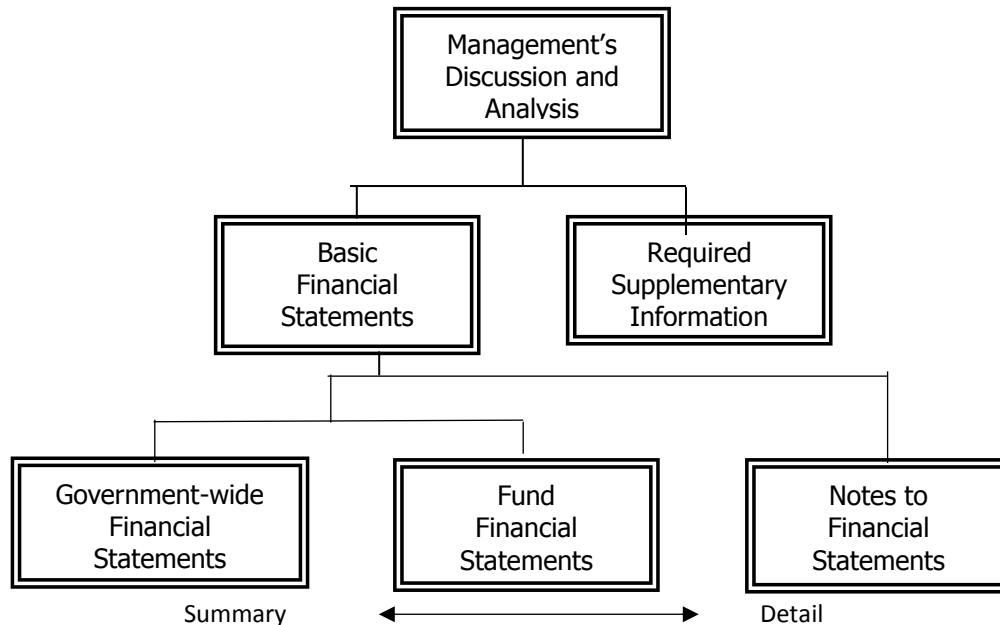 Management’s
Discussion and
Analysis
Basic
Financial
Statements
Required
Supplementary
Information
Government-wide
Financial
Statements
Fund
Financial
Statements
Notes to
Financial
Statements
Summary
Detail